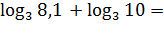 log₃ 8,1 + log₃ 10 =